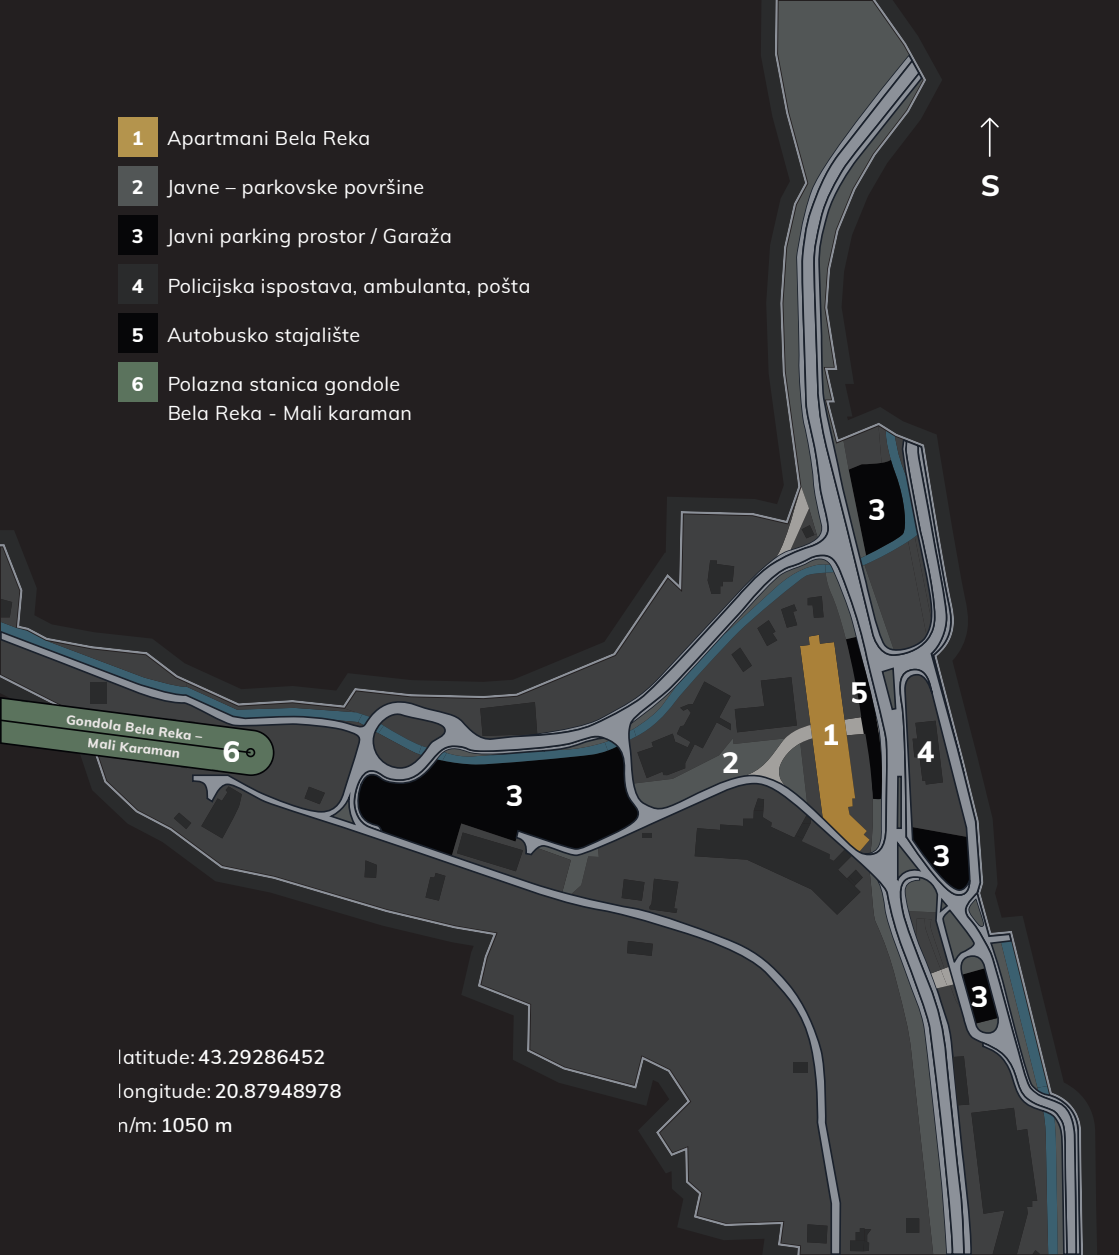 1 Apartmani Bela Reka
2 Javne – parkovske površine
3 Javni parking prostor / Garaža
4 Policijska ispostava, ambulanta, pošta
5 Autobusko stajalište
6 Polazna stanica gondole
Bela Reka - Mali karaman
S
3
5
Gondola Bela Reka –
Mali Karaman
6
1
2
4
3
3
3
latitude: 43.29286452
longitude: 20.87948978
n/m: 1050 m